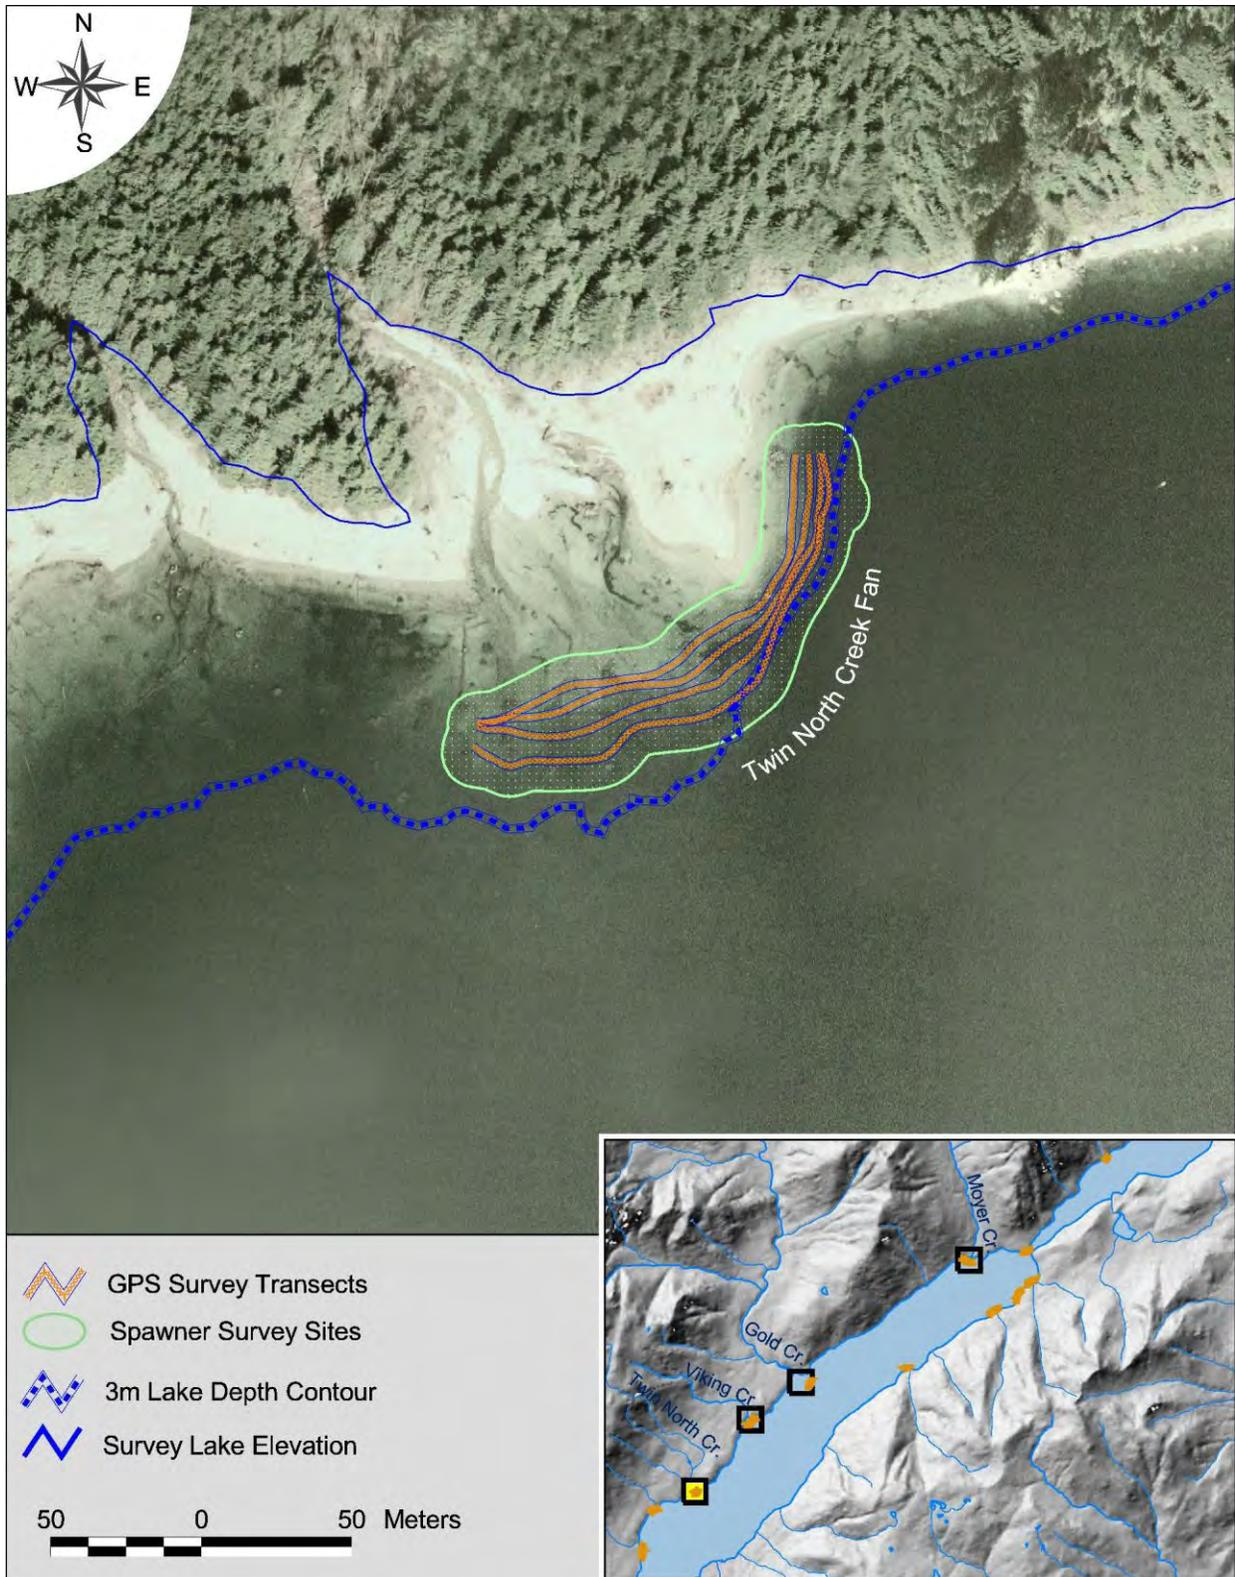 N
W E
S
Twin North Creek Fan
GPS Survey Transects
Spawner Survey Sites
3m Lake Depth Contour
Survey Lake Elevation
50 0 50 Meters
Moyer Cr.
Gold Cr.
Viking Cr.
Twin North Cr.